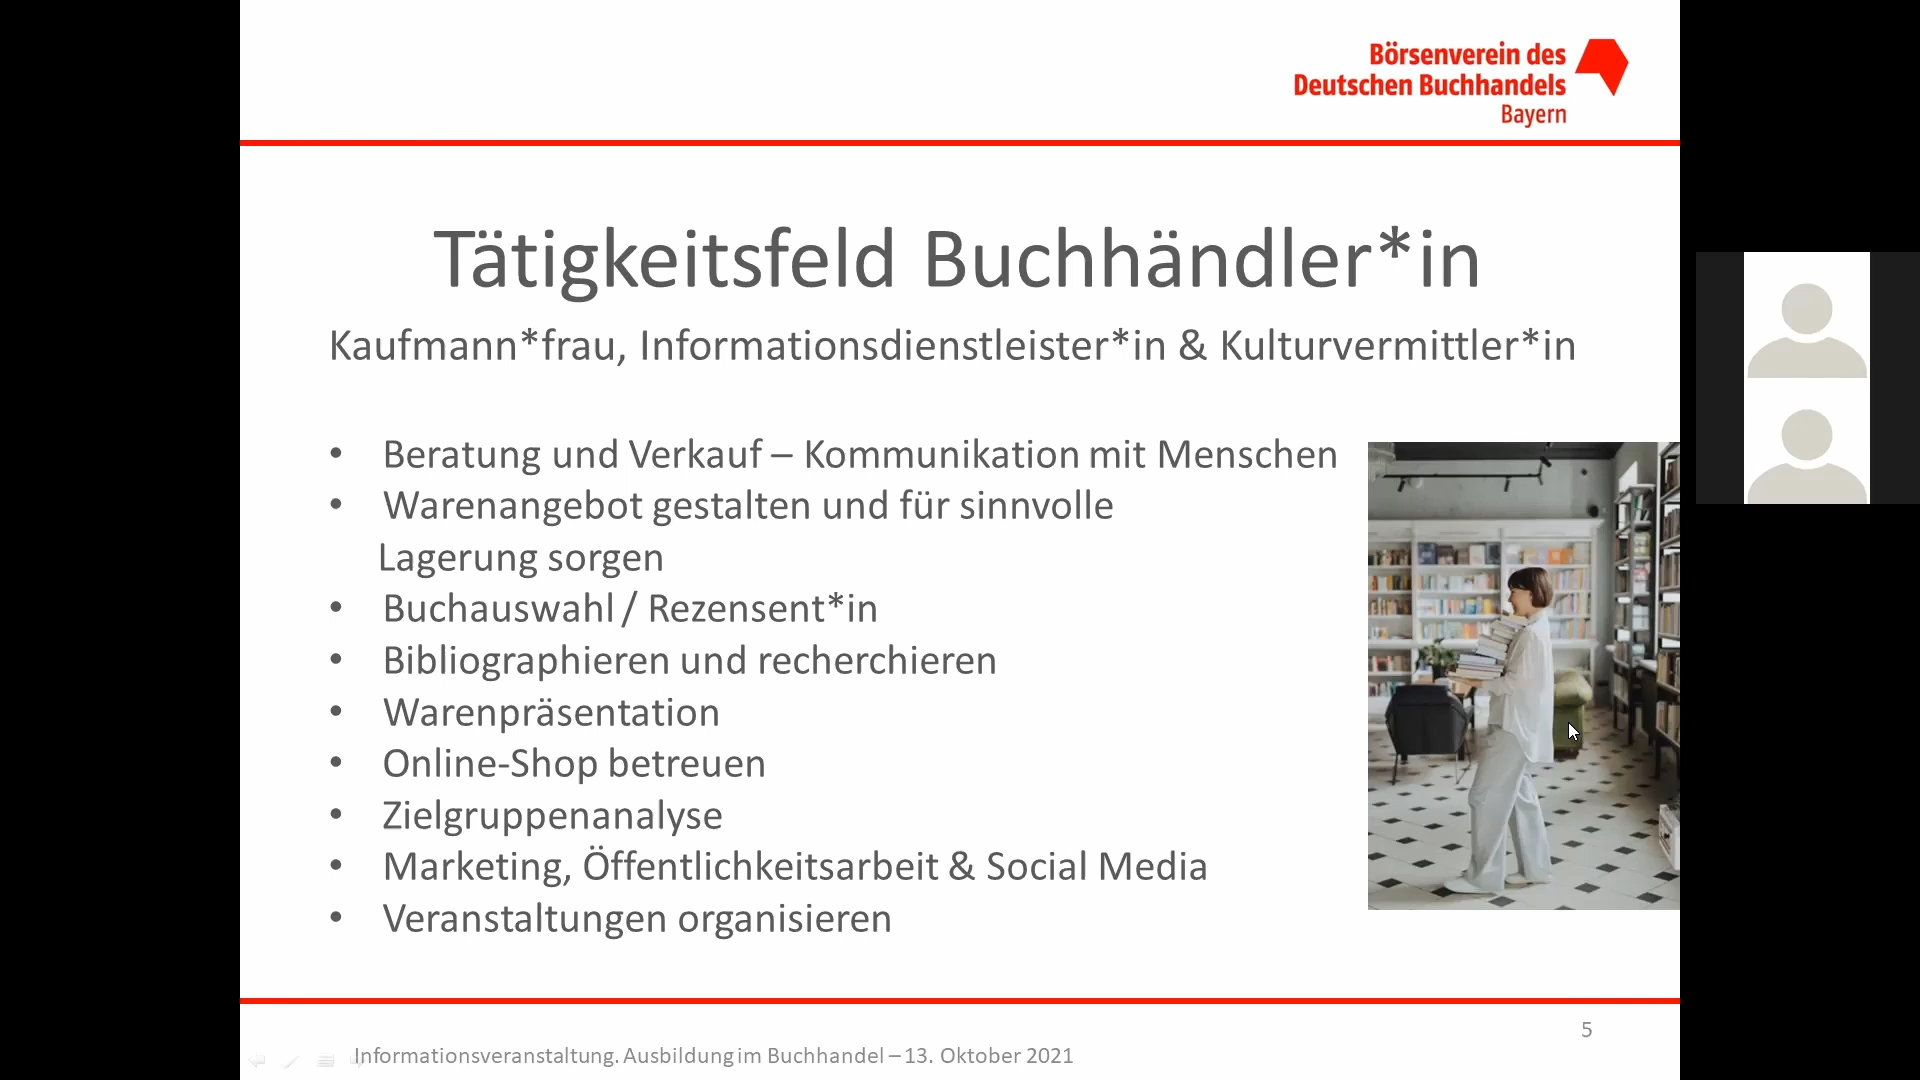 Börsenverein des
Deutschen Buchhandels
Bayern
Tätigkeitsfeld Buchhändler*in
Kaufmann*frau, Informationsdienstleister*in & Kulturvermittler*in
• Beratung und Verkauf – Kommunikation mit Menschen
• Warenangebot gestalten und für sinnvolle
Lagerung sorgen
• Buchauswahl / Rezensent*in
• Bibliographieren und recherchieren
• Warenpräsentation
• Online-Shop betreuen
• Zielgruppenanalyse
• Marketing, Öffentlichkeitsarbeit & Social Media
• Veranstaltungen organisieren
5
Informationsveranstaltung. Ausbildung im Buchhandel – 13. Oktober 2021